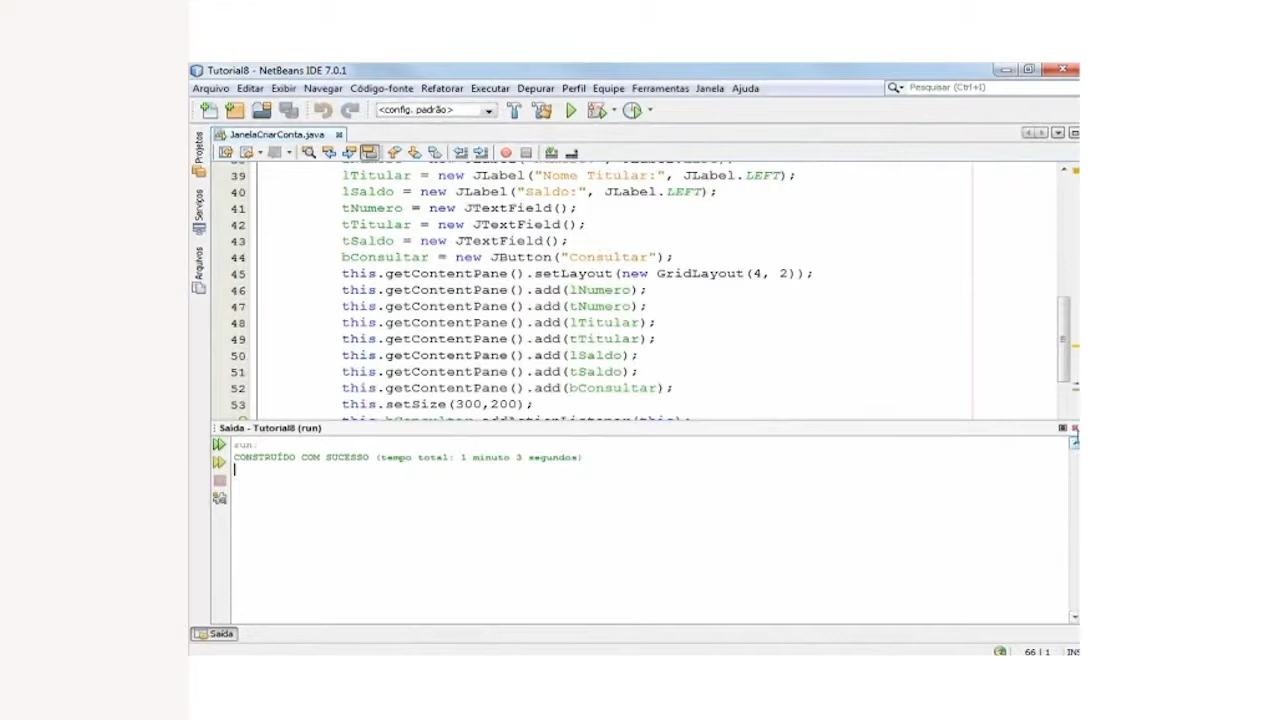 Tutorial8 - NetBeans IDE 7.0.1
Arquivo Editar Exibir Navegar Código-fonte Refatorar Executar Depurar Perfil Equipe Ferramentas Janela Ajuda
Pesquisar (Ctrl+I)
<config. padrão>
JanelaCriarConta.java
Projetos
Serviços
Arquivos
39 lTitular = new JLabel("Nome Titular:", JLabel.LEFT);
40 lSaldo = new JLabel("Saldo:", JLabel.LEFT);
41 tNumero = new JTextField();
42 tTitular = new JTextField();
43 tSaldo = new JTextField();
44 bConsultar = new JButton("Consultar");
45 this.getContentPane().setLayout(new GridLayout(4, 2));
46 this.getContentPane().add(lNumero);
47 this.getContentPane().add(tNumero);
48 this.getContentPane().add(lTitular);
49 this.getContentPane().add(tTitular);
50 this.getContentPane().add(lSaldo);
51 this.getContentPane().add(tSaldo);
52 this.getContentPane().add(bConsultar);
53 this.setSize(300,200);
Saída - Tutorial8 (run)
run:
CONSTRUÍDO COM SUCESSO (tempo total: 1 minuto 3 segundos)
Saída
66 | 1 INS